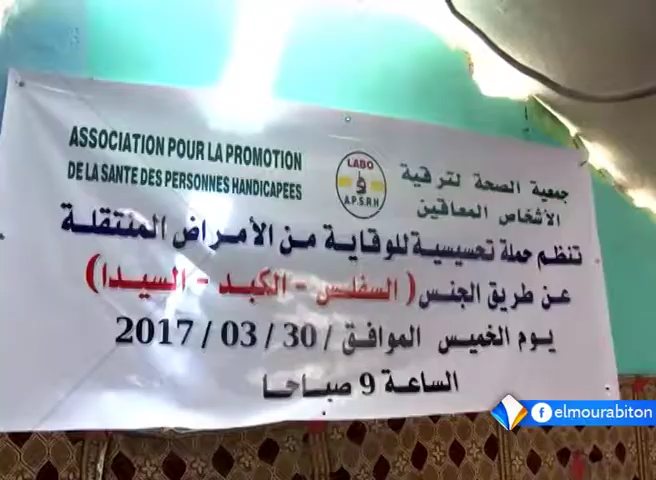 ASSOCIATION POUR LA PROMOTION
DE LA SANTE DES PERSONNES HANDICAPEES
LABO
A.P.S.P.H
جمعية الصحة لترقية
الأشخاص المعاقين
تنظم حملة تحسيسية للوقاية من الأمراض المنتقلة
عن طريق الجنس ( السفلس - الكبد - السيدا)
يوم الخميس الموافق / 30 / 03 / 2017
الساعة 9 صباحا
elmourabiton